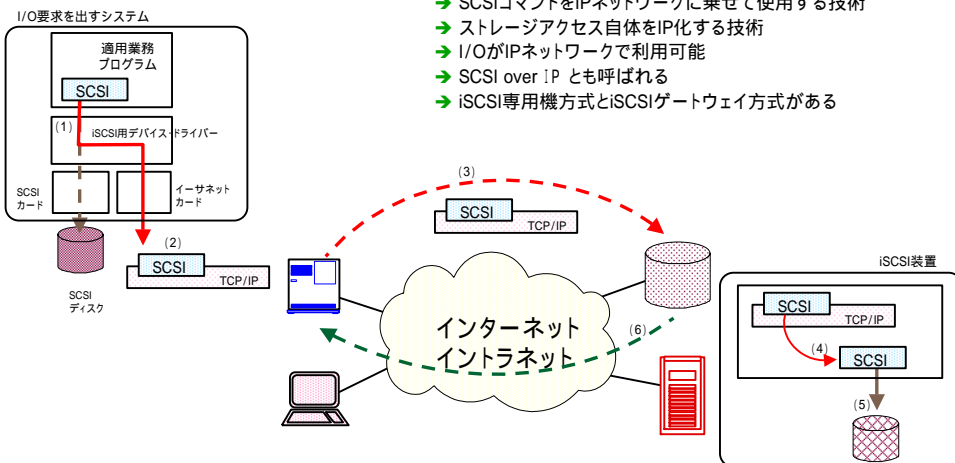 I/O要求を出すシステム
適用業務
プログラム
SCSI
(1)
iSCSI用デバイス・ドライバー
SCSI
カード
イーサネット
カード
(2)
SCSI
TCP/IP
SCSI
ディスク
➔ SCSIコマンドをIPネットワークに乗せて使用する技術
➔ ストレージアクセス自体をIP化する技術
➔ I/OがIPネットワークで利用可能
➔ SCSI over IP とも呼ばれる
➔ iSCSI専用機方式とiSCSIゲートウェイ方式がある
(3)
SCSI
TCP/IP
インターネット
イントラネット
(6)
iSCSI装置
SCSI
TCP/IP
(4)
SCSI
(5)